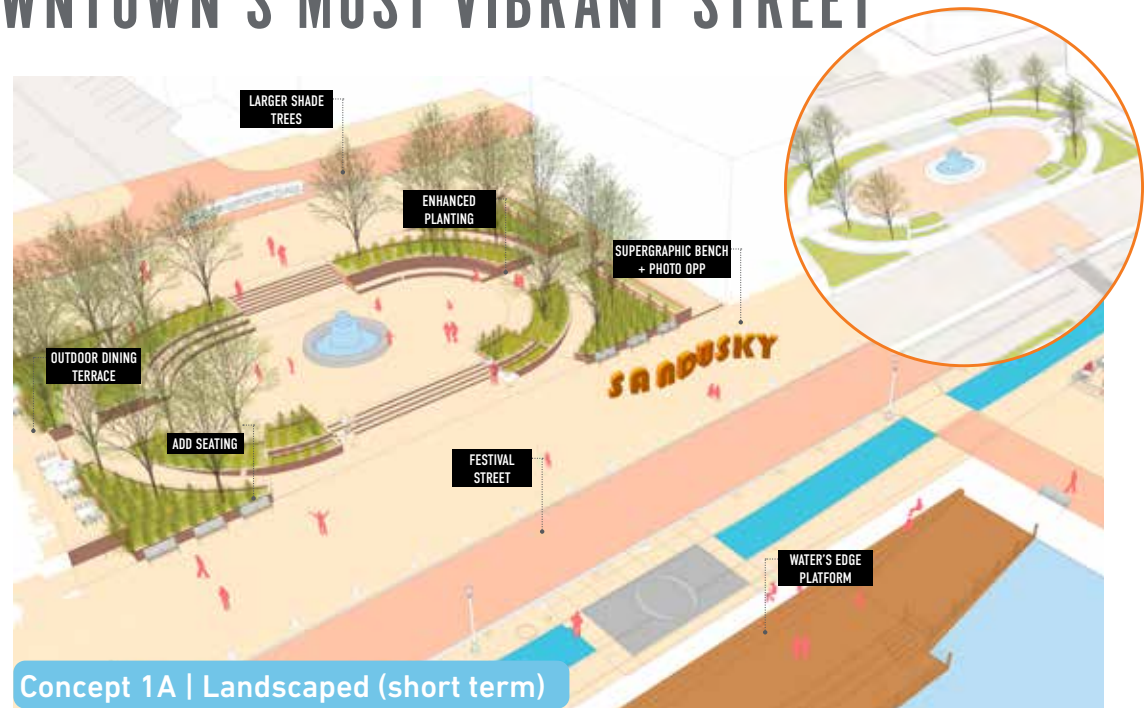 WNTOWN'S MOST VIBRANT STREET
LARGER SHADE
TREES
ENHANCED
PLANTING
SUPERGRAPHIC BENCH
+ PHOTO OPP
SANDUSKY
OUTDOOR DINING
TERRACE
ADD SEATING
FESTIVAL
STREET
WATER'S EDGE
PLATFORM
Concept 1A | Landscaped (short term)